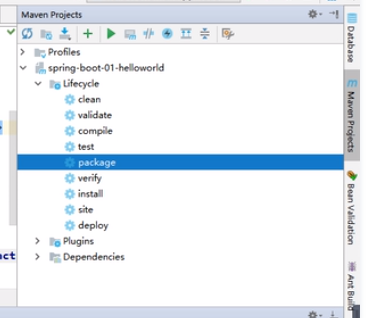 Maven Projects
Profiles
spring-boot-01-helloworld
Lifecycle
clean
validate
compile
test
package
verify
install
site
deploy
Plugins
Dependencies
Database
Maven Projects
Bean Validation
Ant Build
act